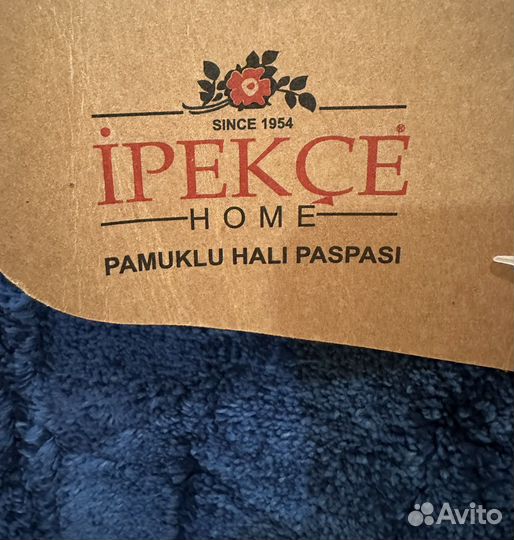 SINCE 1954
İPEKÇE
HOME
PAMUKLU HALI PASPASI
Avito